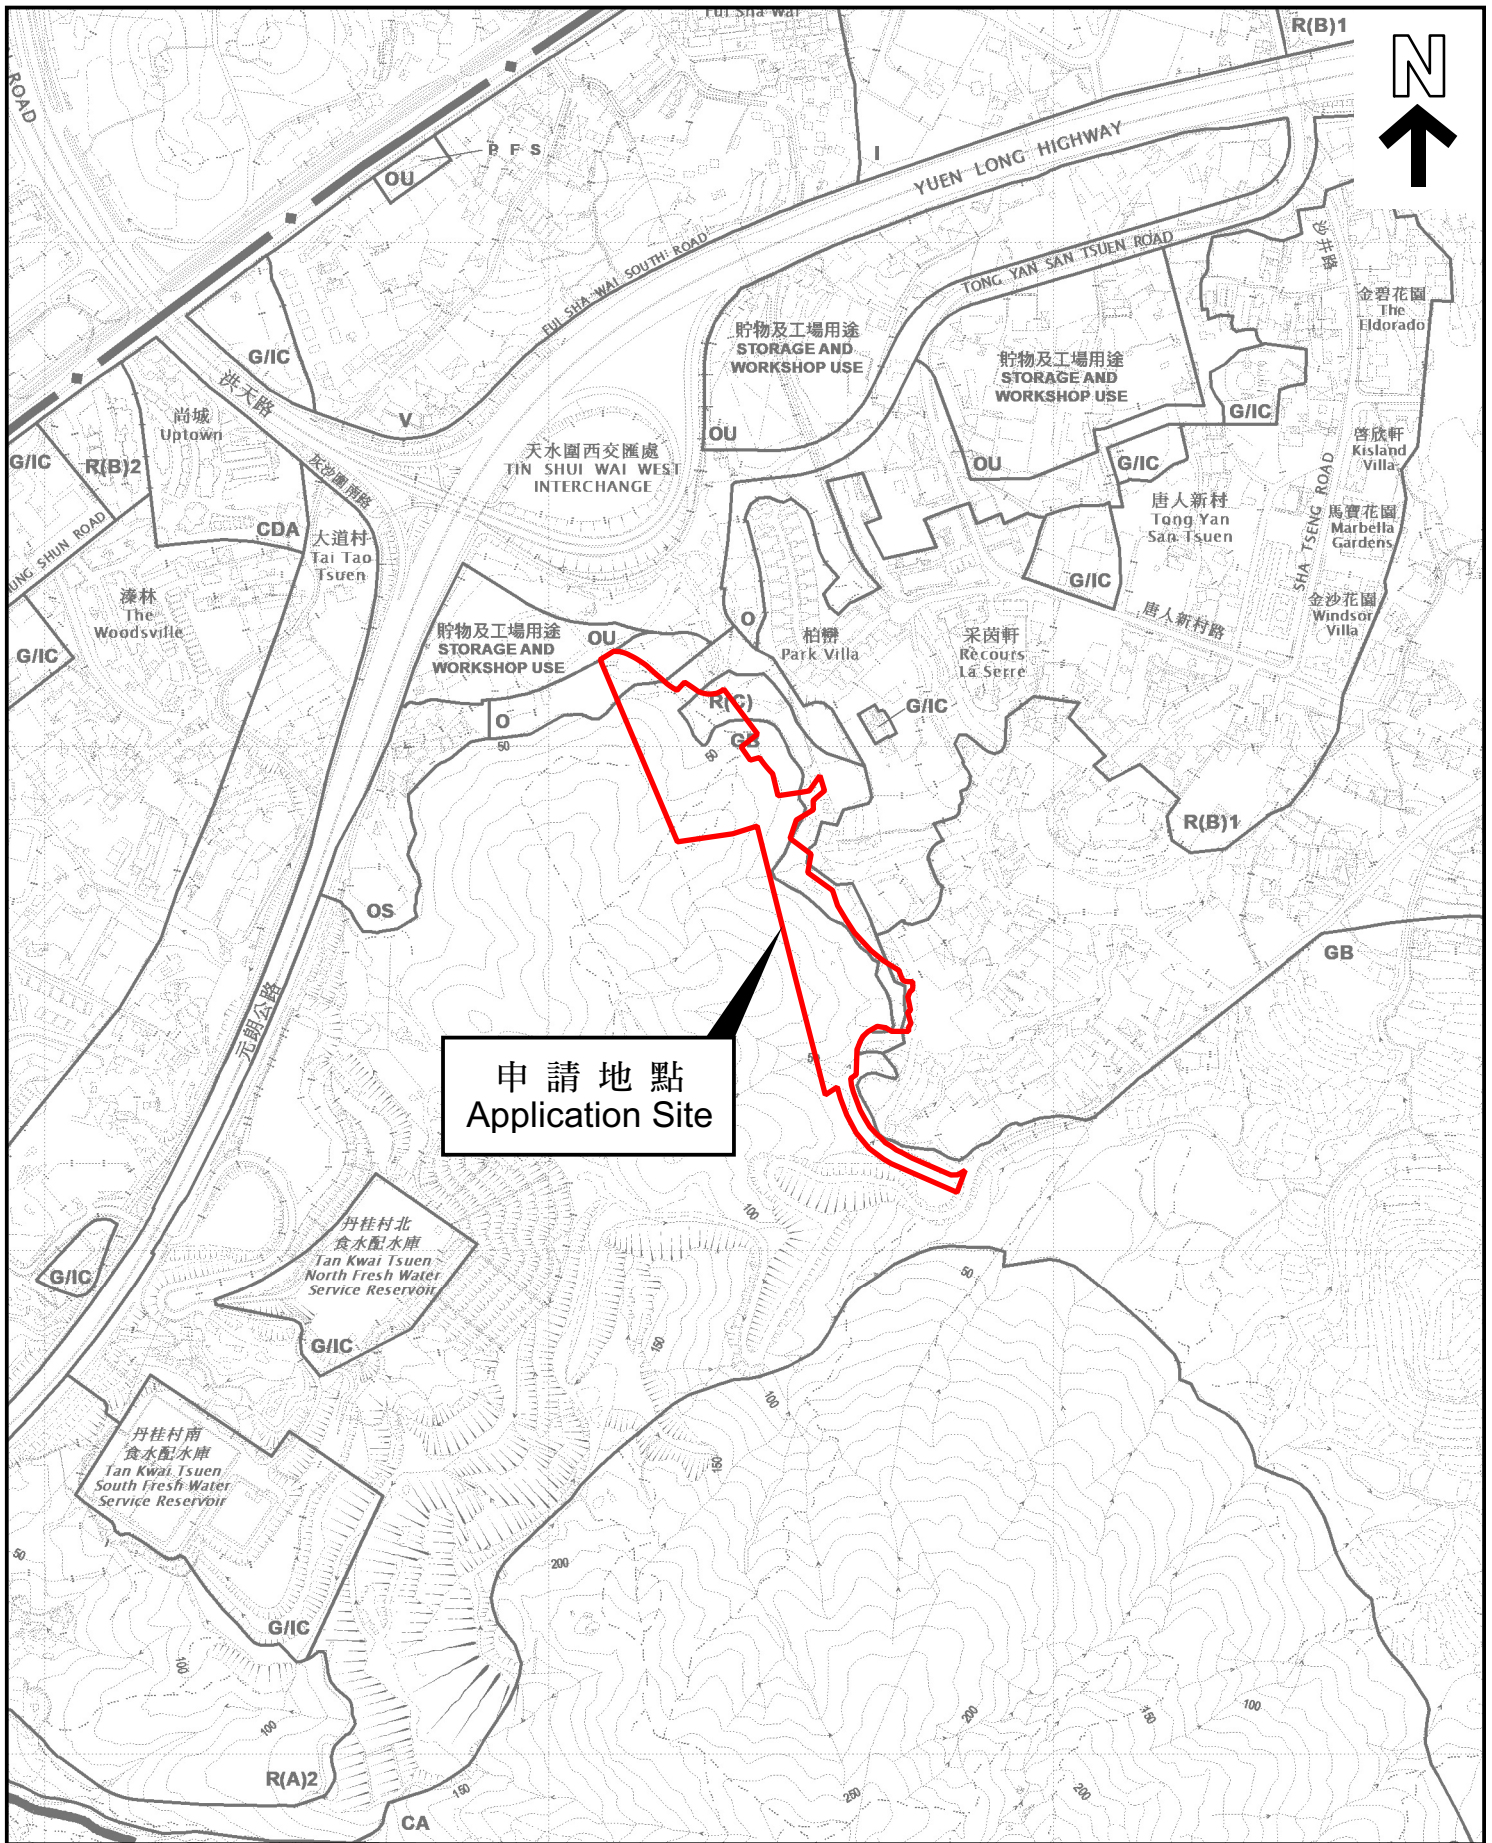 Fui Sha Wai
R(B)1
N
ROAD
P F S
OU
I
YUEN LONG HIGHWAY
FUI SHA WAI SOUTH ROAD
TONG YAN SAN TSUEN ROAD
沙井路
金碧花園
The
Eldorado
貯物及工場用途
STORAGE AND
WORKSHOP USE
貯物及工場用途
STORAGE AND
WORKSHOP USE
G/IC
洪天路
尚城
Uptown
V
G/IC
OU
天水圍西交匯處
TIN SHUI WAI WEST
INTERCHANGE
G/IC
R(B)2
OU
G/IC
啓欣軒
Kisland
Villa
灰沙圍南路
唐人新村
Tong Yan
San Tsuen
SHA TSENG ROAD
馬寶花園
Marbella
Gardens
CDA
大道村
Tai Tao
Tsuen
HUNG SHUN ROAD
G/IC
溱林
The
Woodsville
唐人新村路
金沙花園
Windsor
Villa
貯物及工場用途
STORAGE AND
WORKSHOP USE
OU
O
柏巒
Park Villa
采茵軒
Recours
La Serre
G/IC
R(C)
G/IC
O
50
GB
50
R(B)1
OS
GB
元朗公路
申請地點
Application Site
50
100
丹桂村北
食水配水庫
Tan Kwai Tsuen
North Fresh Water
Service Reservoir
G/IC
50
G/IC
150
100
丹桂村南
食水配水庫
Tan Kwai Tsuen
South Fresh Water
Service Reservoir
150
50
200
G/IC
100
100
200
150
100
R(A)2
150
250
200
CA